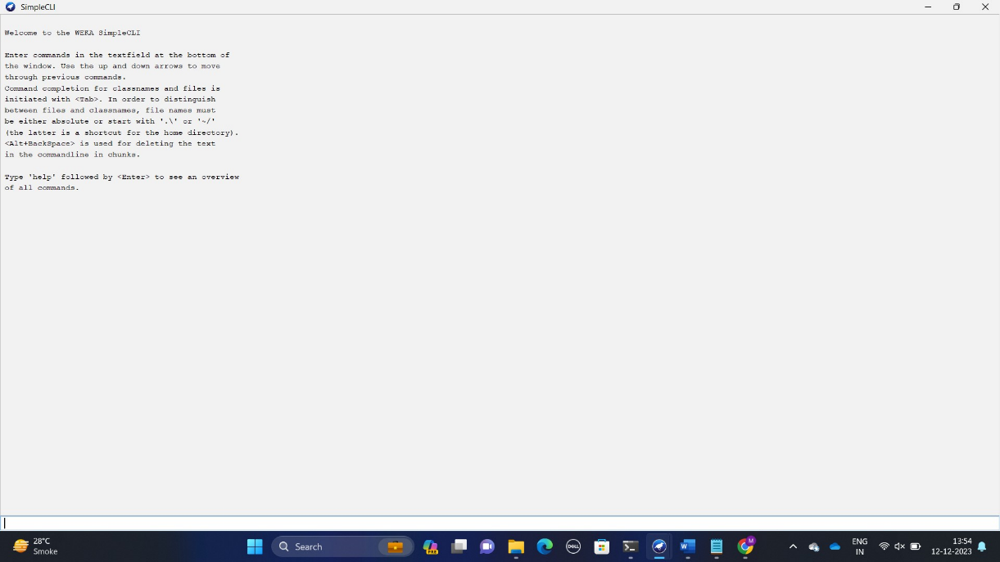 SimpleCLI
Welcome to the WEKA SimpleCLI
Enter commands in the textfield at the bottom of
the window. Use the up and down arrows to move
through previous commands.
Command completion for classnames and files is
initiated with <Tab>. In order to distinguish
between files and classnames, file names must
be either absolute or start with '.\' or '~/'
(the latter is a shortcut for the home directory).
<Alt+BackSpace> is used for deleting the text
in the commandline in chunks.
Type 'help' followed by <Enter> to see an overview
of all commands.
28°C
Smoke
Search
PRE
DELL
W
M
ENG
IN
13:54
12-12-2023